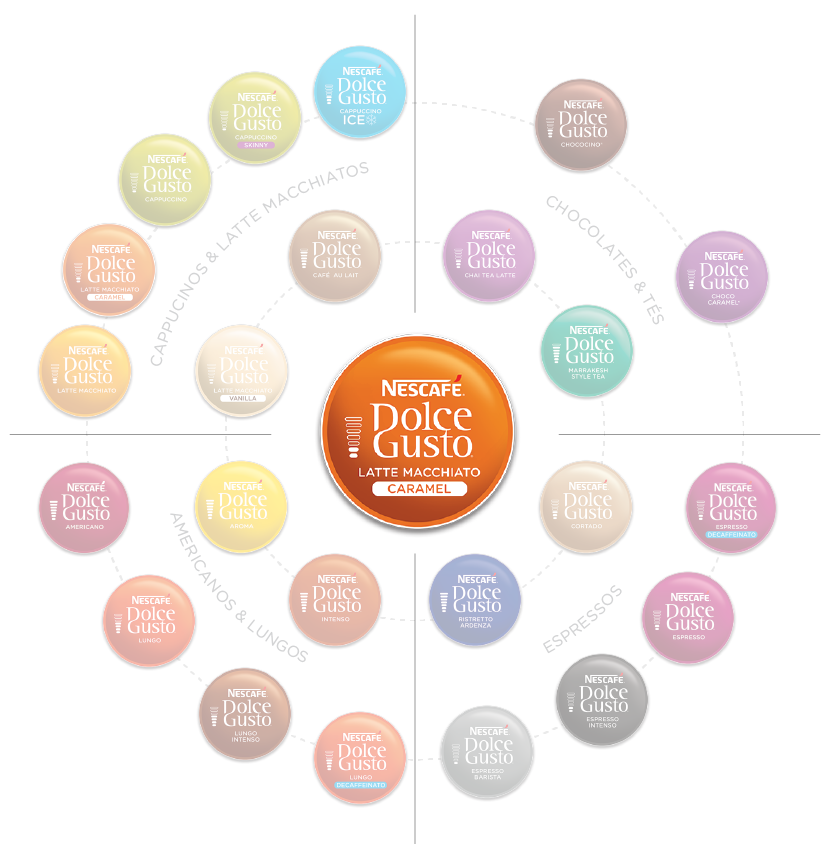 NESCAFÉ
Dolce
Gusto
CAPPUCCINO
ICE
NESCAFÉ
Dolce
Gusto
CAPPUCCINO
SKINNY
NESCAFÉ
Dolce
Gusto
CAPPUCCINO
NESCAFÉ
Dolce
Gusto
LATTE MACCHIATO
CARAMEL
NESCAFÉ
Dolce
Gusto
LATTE MACCHIATO
CAPPUCINOS & LATTE MACCHIATOS
NESCAFÉ
Dolce
Gusto
CAFÉ AU LAIT
NESCAFÉ
Dolce
Gusto
LATTE MACCHIATO
VANILLA
NESCAFÉ
Dolce
Gusto
CHOCOCINO
CHOCOLATES & TÉS
NESCAFÉ
Dolce
Gusto
CHAI TEA LATTE
NESCAFÉ
Dolce
Gusto
CHOCO
CARAMEL
NESCAFÉ
Dolce
Gusto
MARRAKESH
STYLE TEA
NESCAFÉ
Dolce
Gusto
LATTE MACCHIATO
CARAMEL
NESCAFÉ
Dolce
Gusto
AMERICANO
NESCAFÉ
Dolce
Gusto
AROMA
AMERICANOS & LUNGOS
NESCAFÉ
Dolce
Gusto
INTENSO
NESCAFÉ
Dolce
Gusto
LUNGO
NESCAFÉ
Dolce
Gusto
LUNGO
INTENSO
NESCAFÉ
Dolce
Gusto
LUNGO
DECAFFEINATO
NESCAFÉ
Dolce
Gusto
CORTADO
NESCAFÉ
Dolce
Gusto
ESPRESSO
DECAFFEINATO
NESCAFÉ
Dolce
Gusto
RISTRETTO
ARDENZA
ESPRESSOS
NESCAFÉ
Dolce
Gusto
ESPRESSO
NESCAFÉ
Dolce
Gusto
ESPRESSO
INTENSO
NESCAFÉ
Dolce
Gusto
ESPRESSO
BARISTA